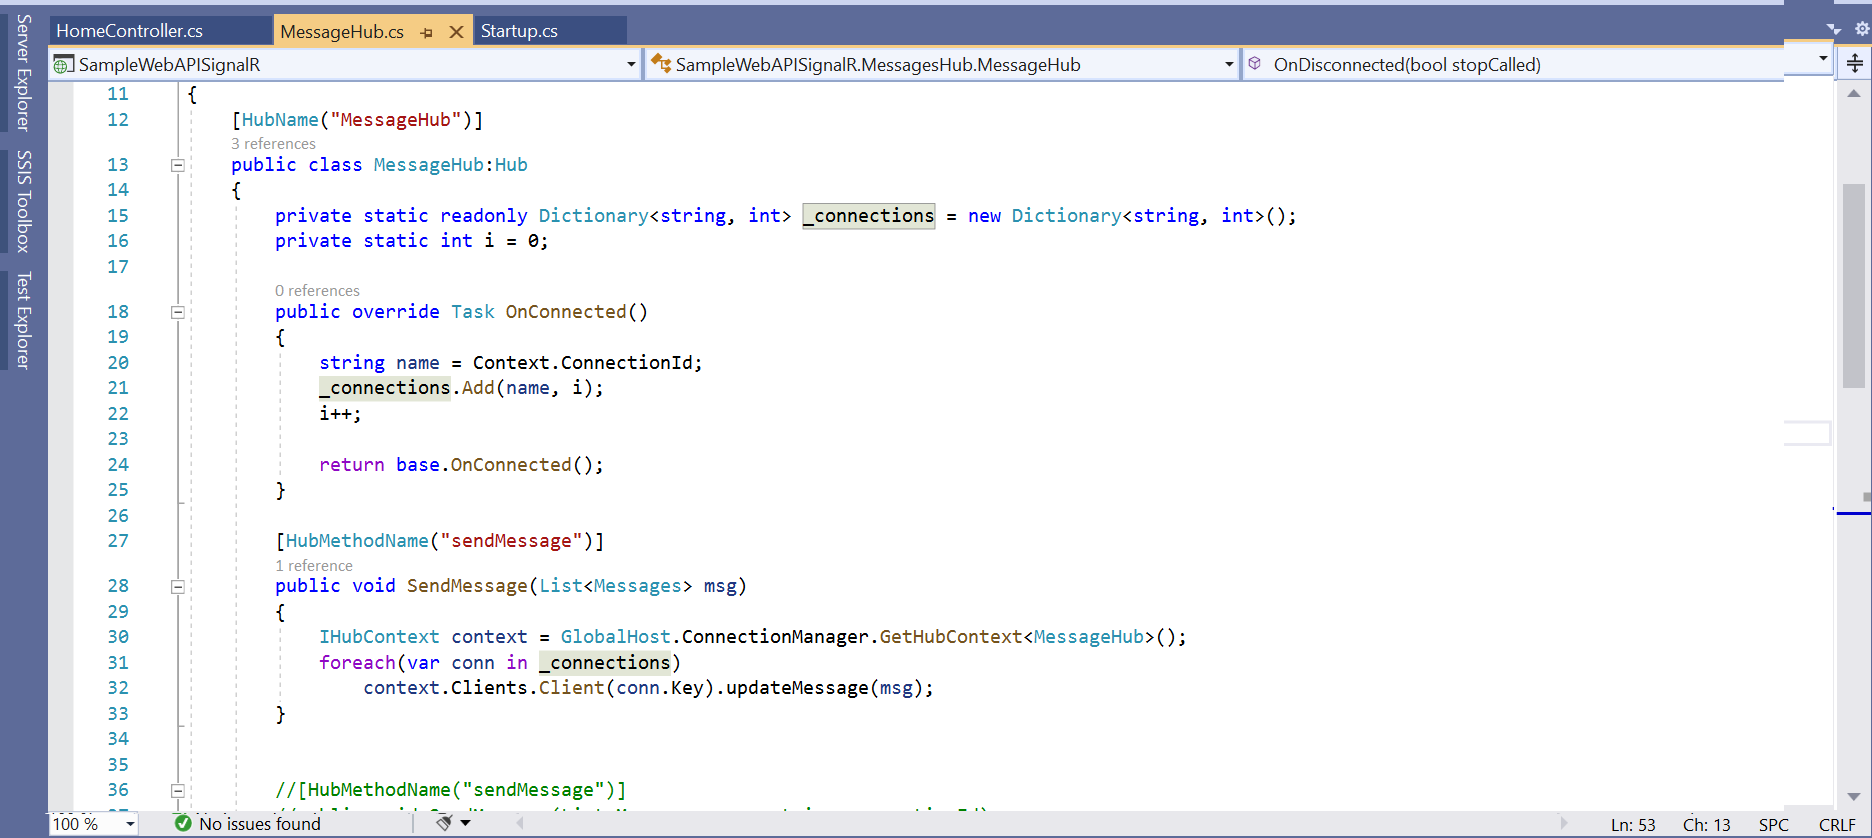 Server Explorer
SSIS Toolbox
Test Explorer
HomeController.cs
MessageHub.cs
Startup.cs
SampleWebAPISignalR
SampleWebAPISignalR.MessagesHub.MessageHub
OnDisconnected(bool stopCalled)
11 {
12 [HubName("MessageHub")]
3 references
13 public class MessageHub:Hub
14 {
15 private static readonly Dictionary<string, int> _connections = new Dictionary<string, int>();
16 private static int i = 0;
17
0 references
18 public override Task OnConnected()
19 {
20 string name = Context.ConnectionId;
21 _connections.Add(name, i);
22 i++;
23
24 return base.OnConnected();
25 }
26
27 [HubMethodName("sendMessage")]
1 reference
28 public void SendMessage(List<Messages> msg)
29 {
30 IHubContext context = GlobalHost.ConnectionManager.GetHubContext<MessageHub>();
31 foreach(var conn in _connections)
32 context.Clients.Client(conn.Key).updateMessage(msg);
33 }
34
35
36 //[HubMethodName("sendMessage")]
100 %
No issues found
Ln: 53
Ch: 13
SPC
CRLF